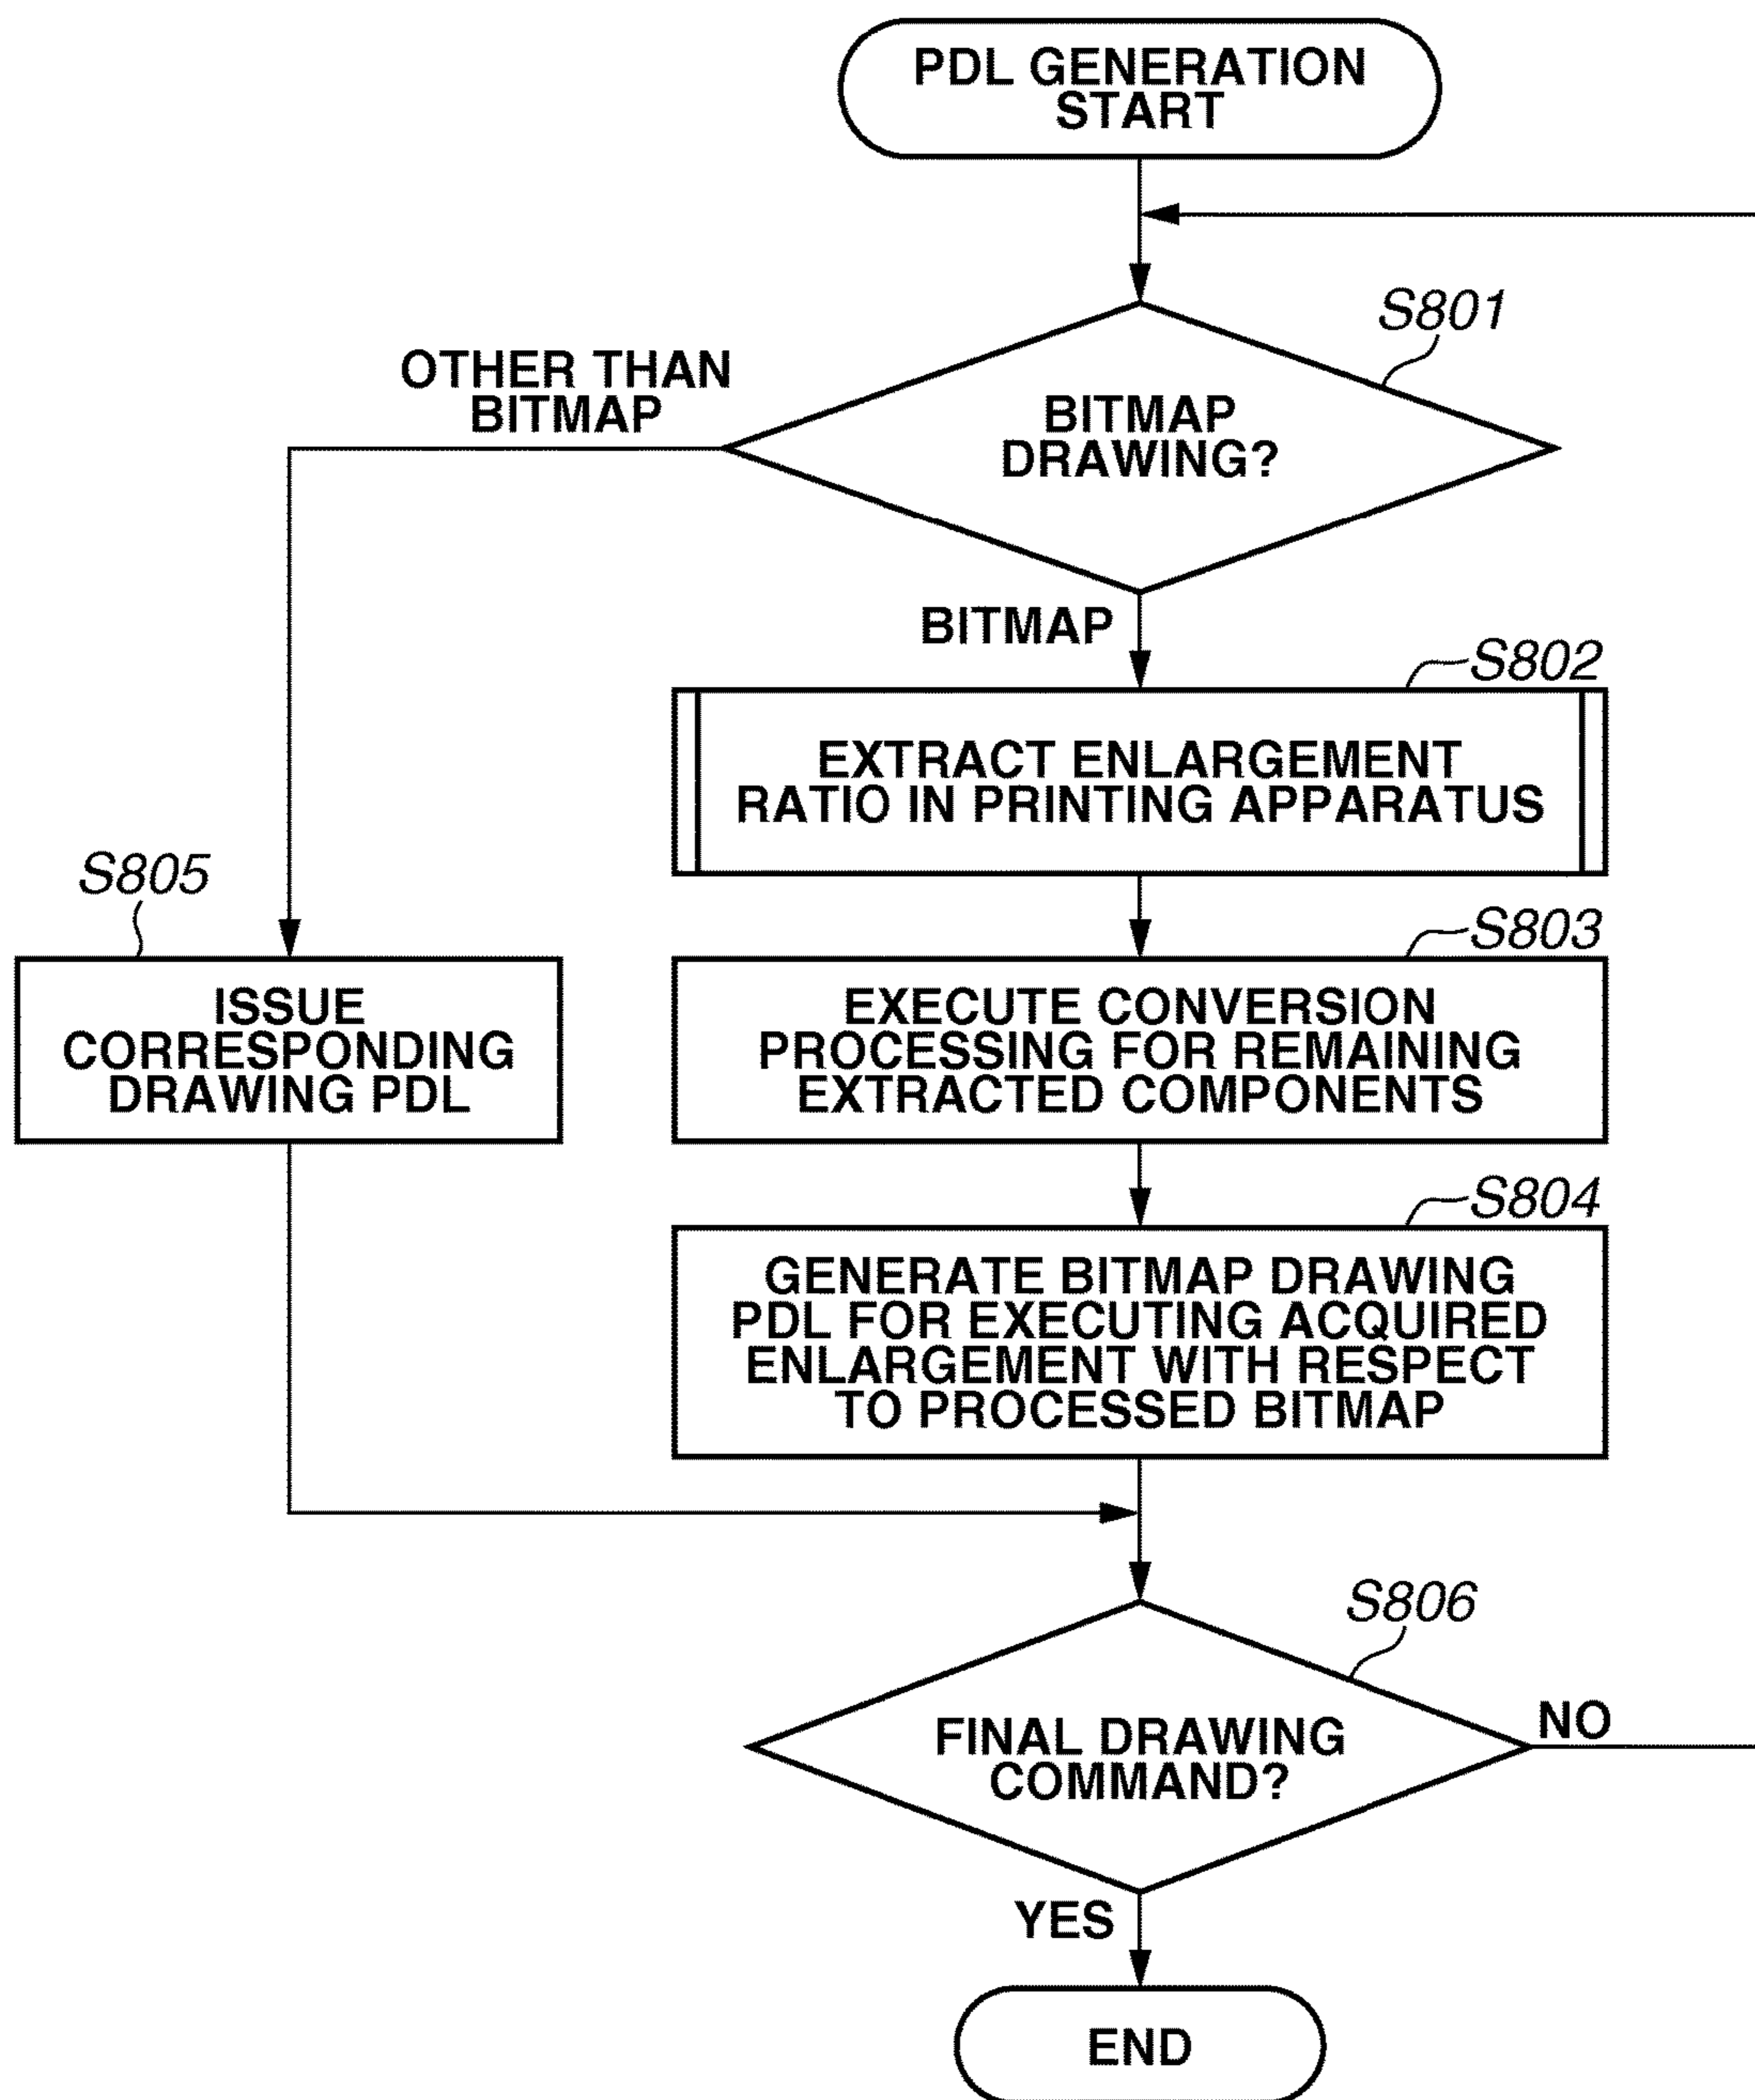 PDL GENERATION
START
S801
OTHER THAN
BITMAP
BITMAP
DRAWING?
BITMAP
S802
EXTRACT ENLARGEMENT
RATIO IN PRINTING APPARATUS
S805
ISSUE
CORRESPONDING
DRAWING PDL
S803
EXECUTE CONVERSION
PROCESSING FOR REMAINING
EXTRACTED COMPONENTS
S804
GENERATE BITMAP DRAWING
PDL FOR EXECUTING ACQUIRED
ENLARGEMENT WITH RESPECT
TO PROCESSED BITMAP
S806
FINAL DRAWING
COMMAND?
NO
YES
END